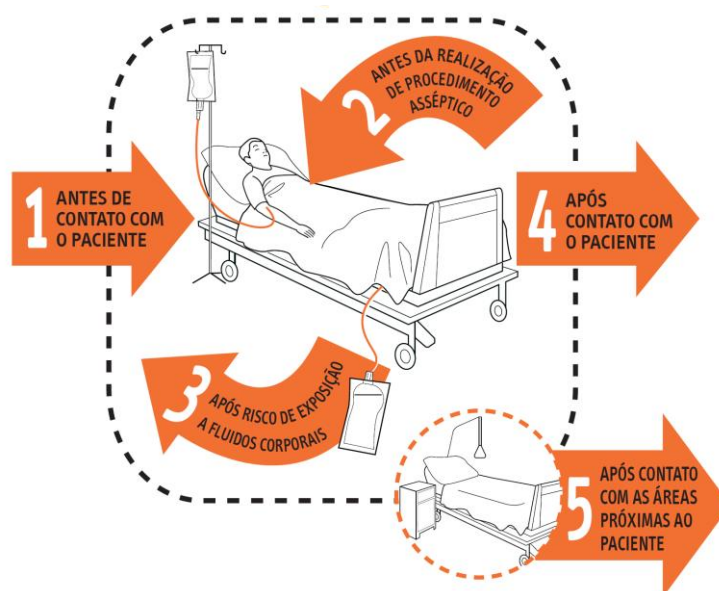 1
ANTES DE
CONTATO COM
O PACIENTE
2
ANTES DA REALIZAÇÃO
DE PROCEDIMENTO
ASSÉPTICO
3
APÓS RISCO DE EXPOSIÇÃO
A FLUIDOS CORPORAIS
4
APÓS
CONTATO COM
O PACIENTE
5
APÓS CONTATO
COM AS ÁREAS
PRÓXIMAS AO
PACIENTE